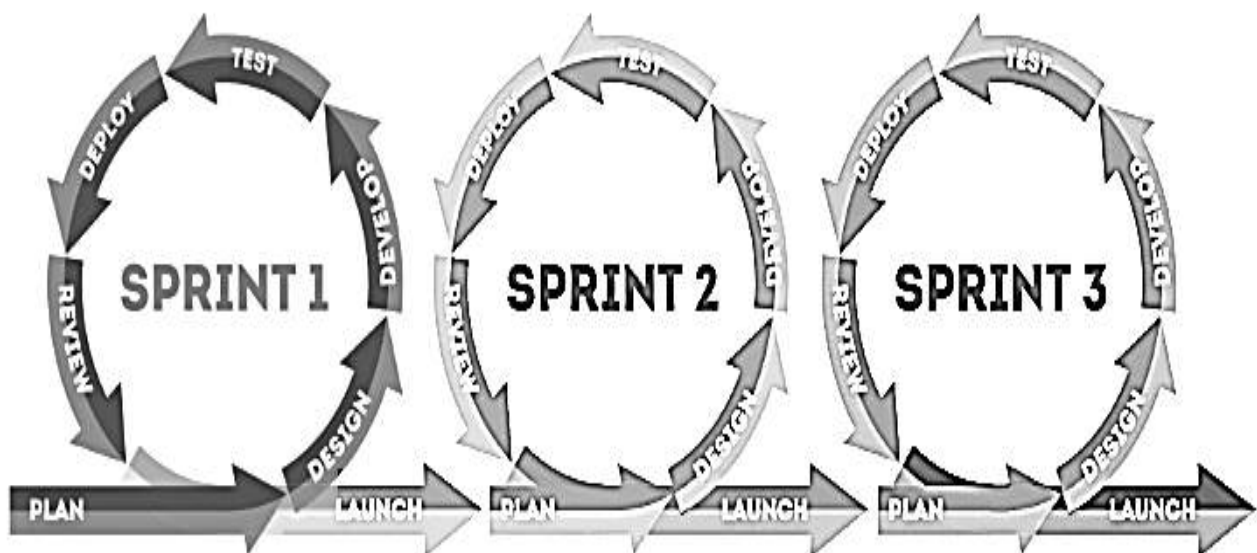 TEST
DEPLOY
DEVELOP
SPRINT 1
REVIEW
DESIGN
PLAN
LAUNCH
TEST
DEPLOY
DEVELOP
SPRINT 2
REVIEW
DESIGN
PLAN
LAUNCH
TEST
DEPLOY
DEVELOP
SPRINT 3
REVIEW
DESIGN
PLAN
LAUNCH